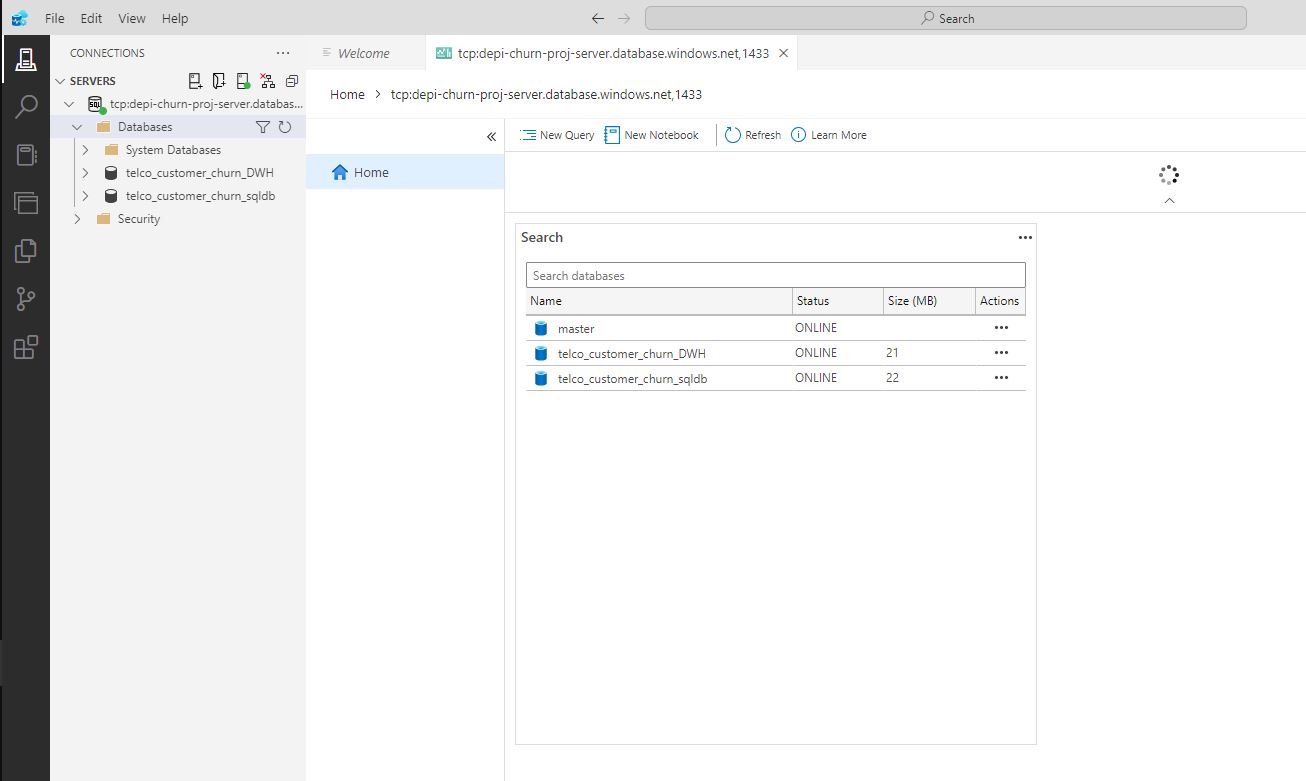 File Edit View Help
Search
CONNECTIONS
SERVERS
tcp:depi-churn-proj-server.databas...
Databases
System Databases
telco_customer_churn_DWH
telco_customer_churn_sqldb
Security
Welcome
tcp:depi-churn-proj-server.database.windows.net,1433
Home > tcp:depi-churn-proj-server.database.windows.net,1433
Home
New Query New Notebook Refresh Learn More
Search
Search databases
Name Status Size (MB) Actions
master ONLINE
telco_customer_churn_DWH ONLINE 21
telco_customer_churn_sqldb ONLINE 22